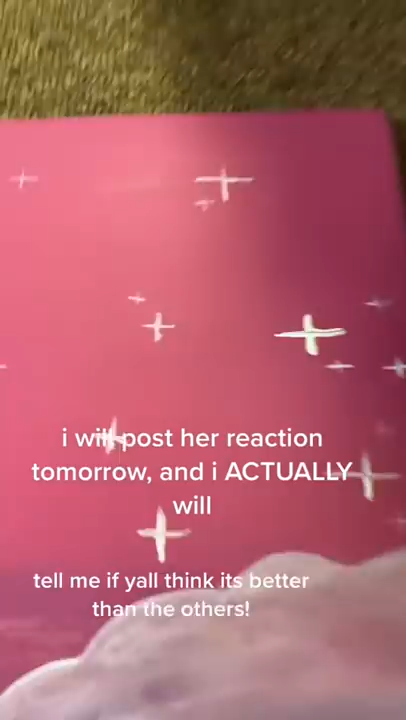 i will post her reaction
tomorrow, and i ACTUALLY
will
tell me if yall think its better
than the others!